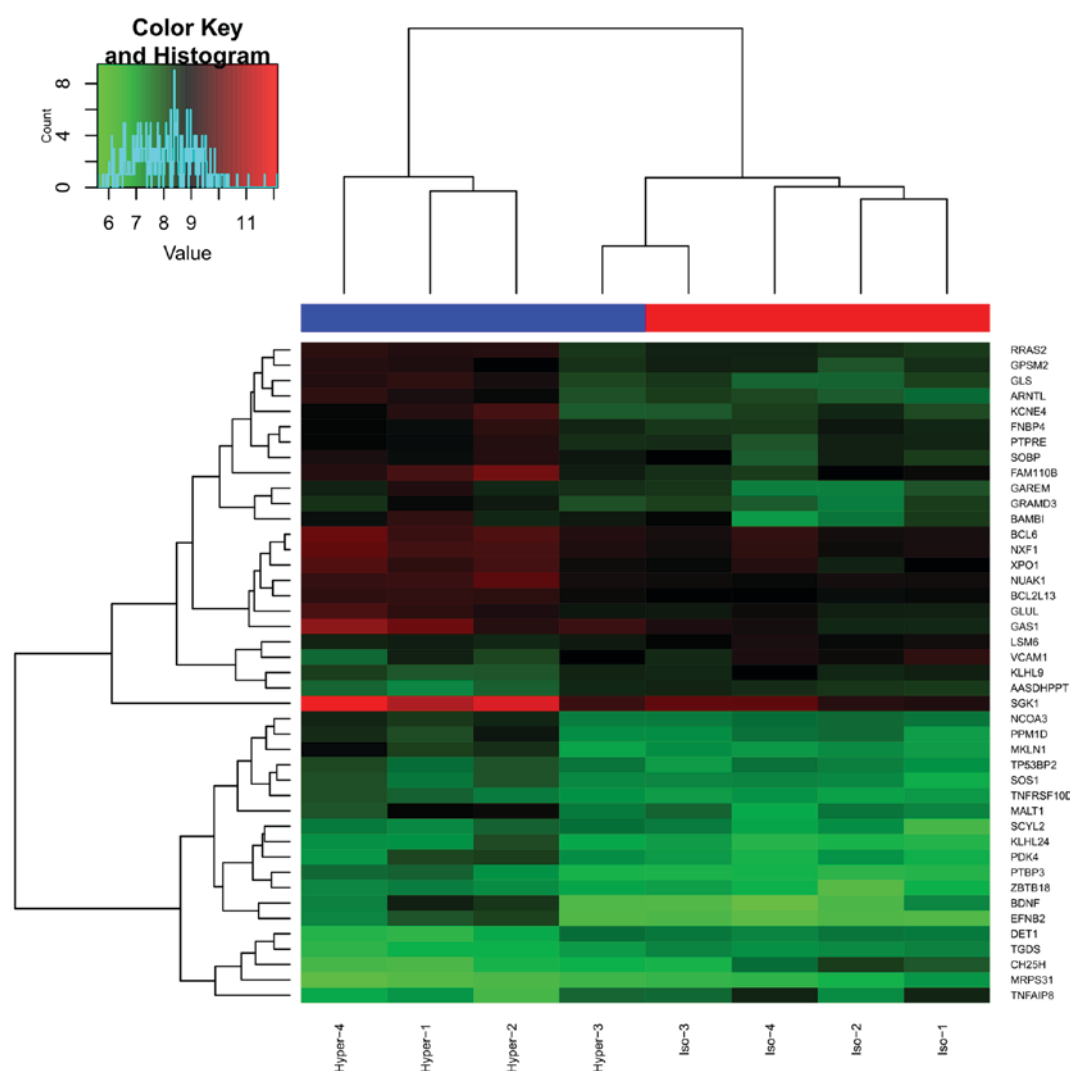 Color Key
and Histogram
Count
0 4 8
6 7 8 9 11
Value
RRAS2
GPSM2
GLS
ARNTL
KCNE4
FNBP4
PTPRE
SOBP
FAM110B
GAREM
GRAMD3
BAMBI
BCL6
NXF1
XPO1
NUAK1
BCL2L13
GLUL
GAS1
LSM6
VCAM1
KLHL9
AASDHPPT
SGK1
NCOA3
PPM1D
MKLN1
TP53BP2
SOS1
TNFRSF10D
MALT1
SCYL2
KLHL24
PDK4
PTBP3
ZBTB18
BDNF
EFNB2
DET1
TGDS
CH25H
MRPS31
TNFAIP8
Hyper-4 Hyper-1 Hyper-2 Hyper-3 Iso-3 Iso-4 Iso-2 Iso-1